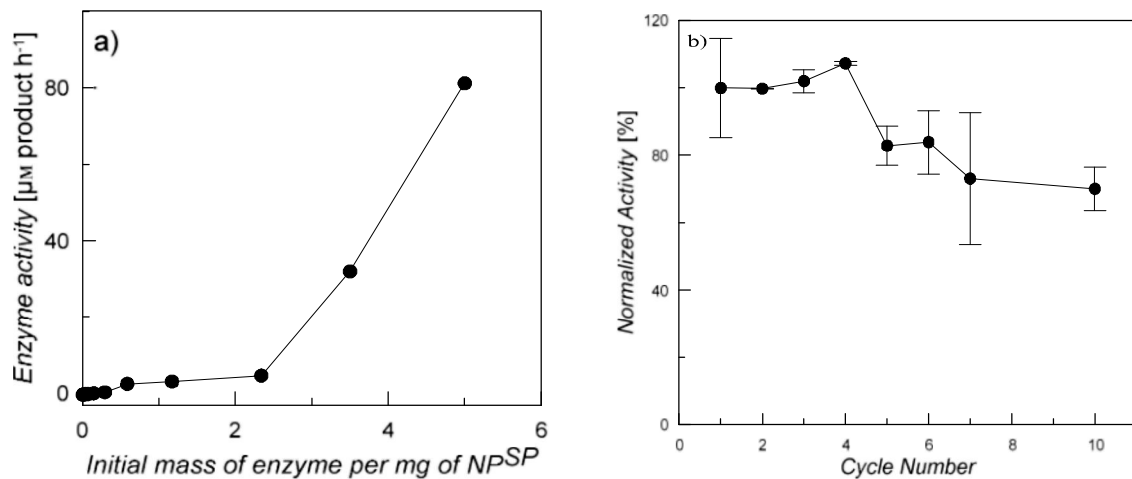 a)
Enzyme activity [µM product h⁻¹]
80
40
0
0 2 4 6
Initial mass of enzyme per mg of NP^SP
b)
Normalized Activity [%]
120
80
40
0
0 2 4 6 8 10
Cycle Number